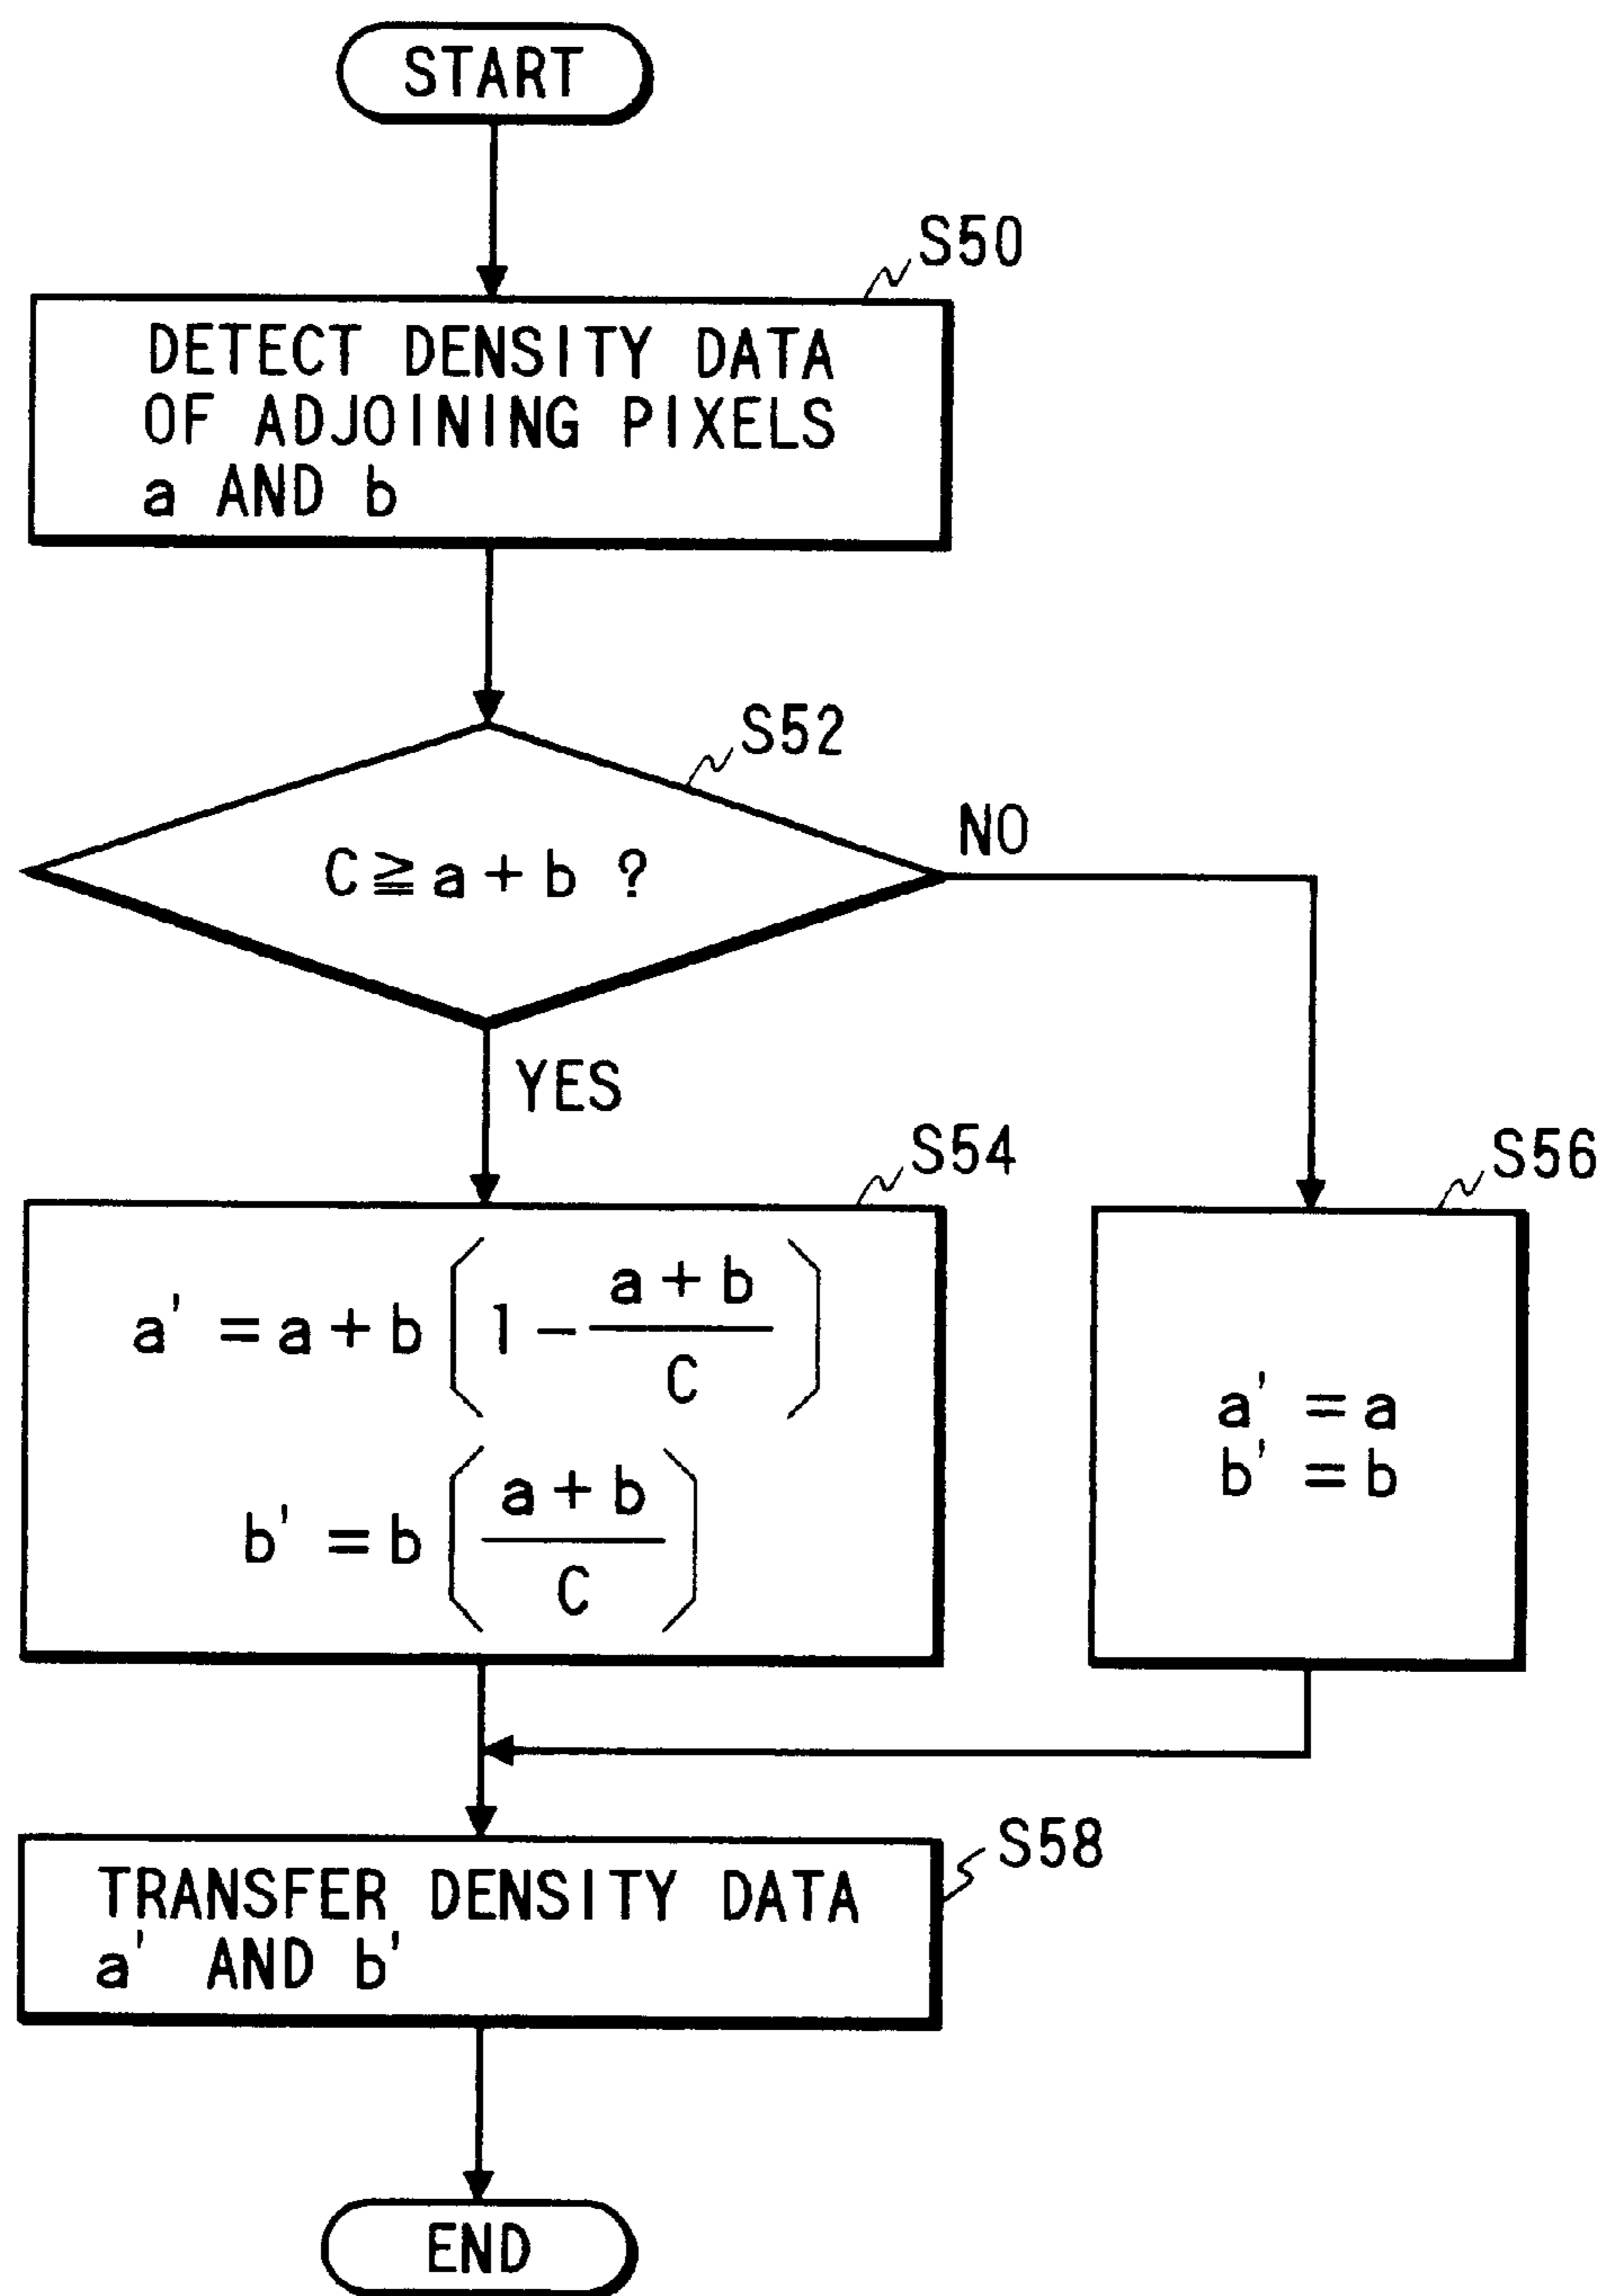 START
S50
DETECT DENSITY DATA
OF ADJOINING PIXELS
a AND b
S52
C ≧ a + b ?
NO
YES
S54
a' = a + b ( 1 - a + b / C )
b' = b ( a + b / C )
S56
a' = a
b' = b
S58
TRANSFER DENSITY DATA
a' AND b'
END